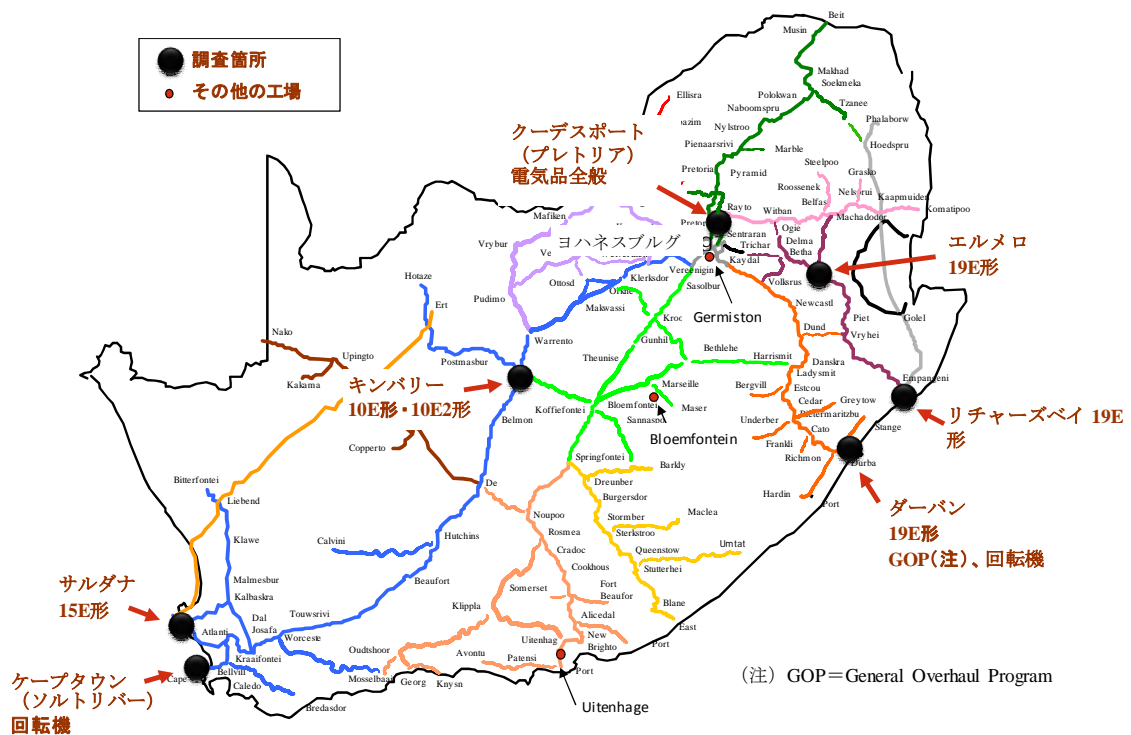 調査箇所
その他の工場
クーデスポート
（プレトリア）
電気品全般
ヨハネスブルグ
エルメロ
19E形
キンバリー
10E形・10E2形
リチャーズベイ 19E
形
ダーバン
19E形
GOP（注）、回転機
サルダナ
15E形
ケープタウン
（ソルトリバー）
回転機
（注）GOP＝General Overhaul Program
Germiston
Bloemfontein
Uitenhage
Beit
Musin
Makhad
Soekmeka
Ellisra
Polokwan
Tzanee
Naboomspru
Phalaborw
Nylstroo
Pienaarsrivi
Marble
Hoedspru
Steelpoo
Grasko
Pretoria
Pyramid
Roossenek
Nelsprui
Kaapmuiden
Belfas
Rayto
Witban
Machadodor
Komatipoo
Mafiken
Ogie
Sentraran
Delma
Trichar
Betha
Vrybur
Kaydal
Vereenigin
Volksrus
Hotaze
Klerksdor
Sasolbur
Ottosd
Orkne
Pudimo
Ert
Makwassi
Newcastl
Piet
Golel
Kroc
Dund
Vryhei
Nako
Warrento
Gunhil
Upingto
Theunise
Bethlehe
Harrismit
Danskra
Postmasbur
Ladysmit
Kakama
Marseille
Empangeni
Bergvill
Estcou
Cedar
Greytow
Bloemfontei
Maser
Koffiefontei
Pietermaritzbu
Belmon
Sannaspo
Underber
Cato
Stange
Frankli
Copperto
Richmon
Durba
Springfontei
Barkly
Bitterfontei
De
Dreunber
Hardin
Burgersdor
Port
Liebend
Noupoo
Maclea
Stormber
Rosmea
Sterkstroo
Klawe
Calvini
Hutchins
Cradoc
Queenstow
Umtat
Cookhous
Stutterhei
Malmesbur
Beaufort
Somerset
Fort
Kalbaskra
Beaufor
Blane
Touwsrivi
Klippla
Dal
Alicedal
Josafa
East
Atlanti
Worceste
New
Uitenhag
Brighto
Port
Oudtshoor
Avontu
Kraaifontei
Patensi
Bellvill
Port
Cape
Mosselbaai
Georg
Knysn
Caledo
Bredasdor